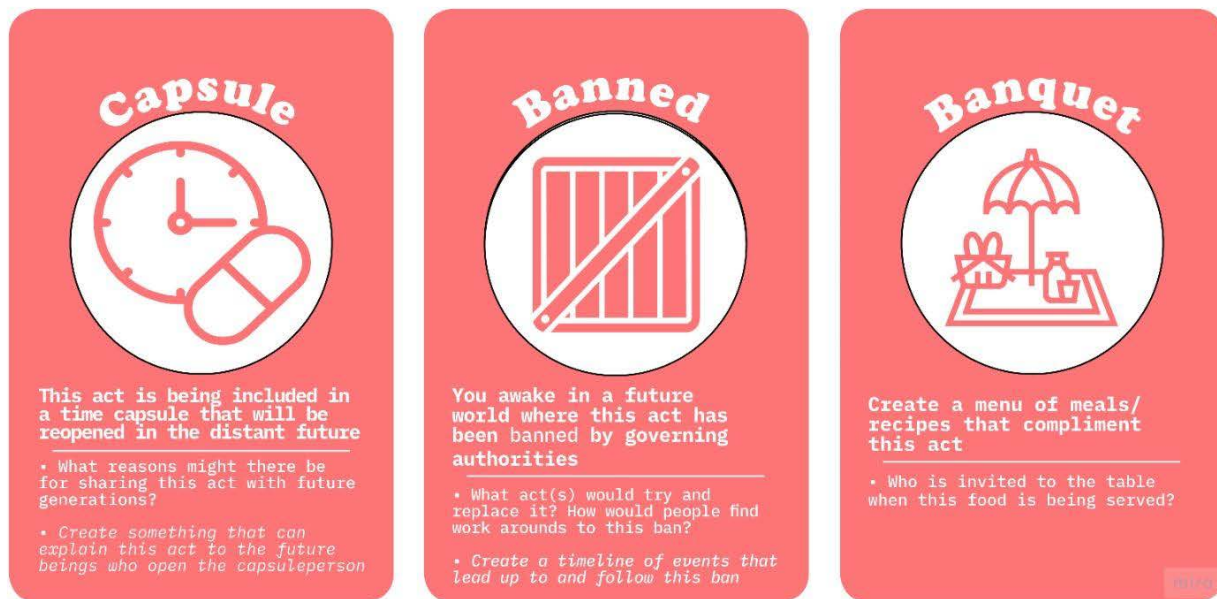 Capsule
This act is being included in
a time capsule that will be
reopened in the distant future
• What reasons might there be
for sharing this act with future
generations?
• Create something that can
explain this act to the future
beings who open the capsuleperson
Banned
You awake in a future
world where this act has
been banned by governing
authorities
• What act(s) would try and
replace it? How would people find
work arounds to this ban?
• Create a timeline of events that
lead up to and follow this ban
Banquet
Create a menu of meals/
recipes that compliment
this act
• Who is invited to the table
when this food is being served?
miro